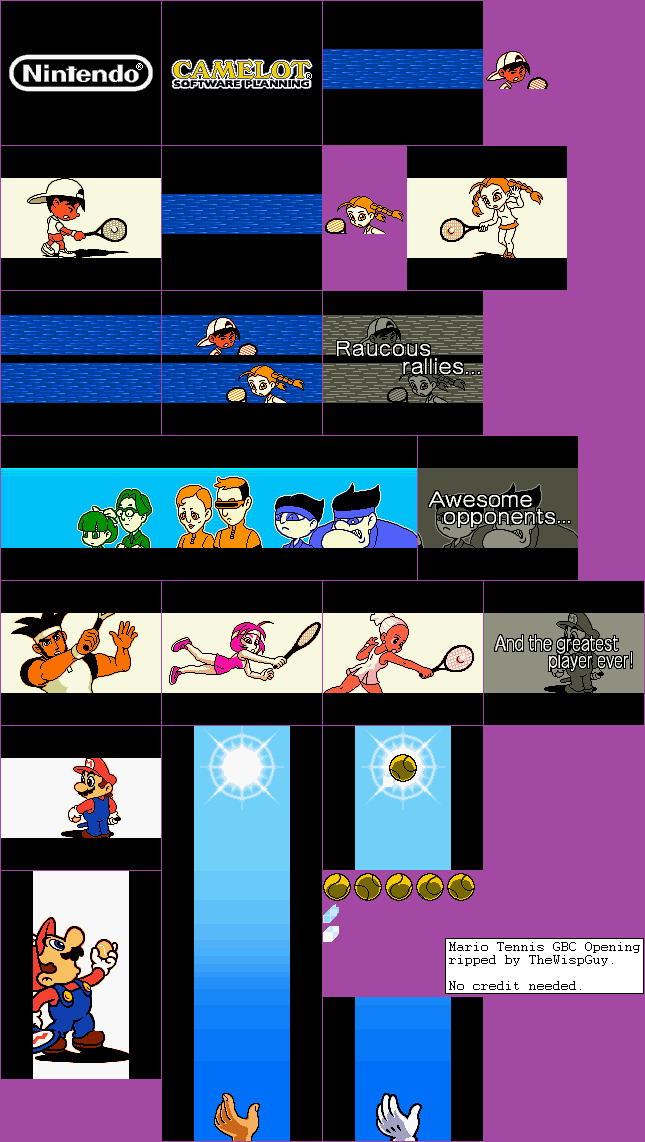 Nintendo®
CAMELOT®
SOFTWARE PLANNING
Raucous
rallies...
Awesome
opponents...
And the greatest
player ever!
Mario Tennis GBC Opening
ripped by TheWispGuy.
No credit needed.